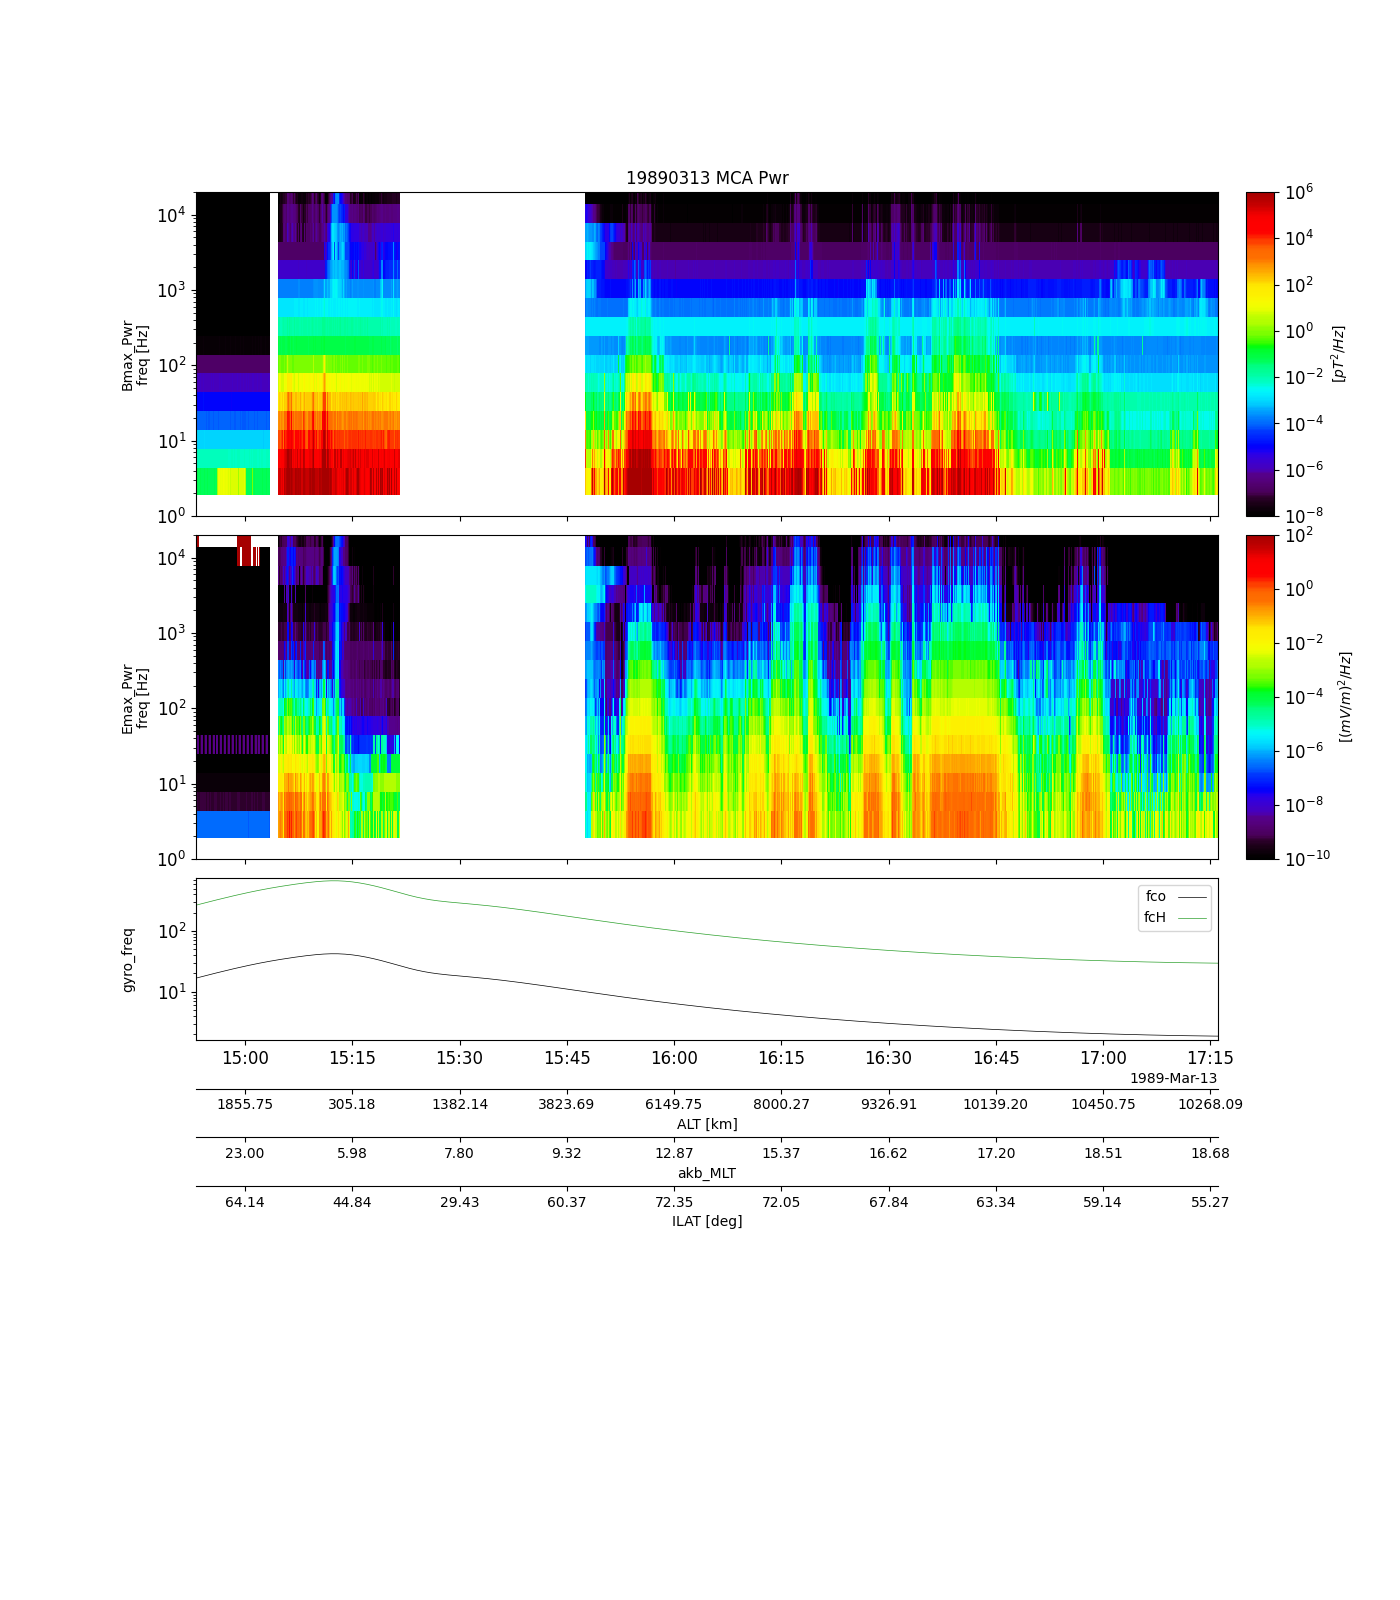 19890313 MCA Pwr
10^4
10^3
10^2
10^1
10^0
Bmax_Pwr
freq [Hz]
10^6
10^4
10^2
10^0
10^-2
10^-4
10^-6
10^-8
[pT^2/Hz]
10^4
10^3
10^2
10^1
10^0
Emax_Pwr
freq [Hz]
10^2
10^0
10^-2
10^-4
10^-6
10^-8
10^-10
[(mV/m)^2/Hz]
10^2
10^1
gyro_freq
fco
fcH
15:00 15:15 15:30 15:45 16:00 16:15 16:30 16:45 17:00 17:15
1989-Mar-13
1855.75 305.18 1382.14 3823.69 6149.75 8000.27 9326.91 10139.20 10450.75 10268.09
ALT [km]
23.00 5.98 7.80 9.32 12.87 15.37 16.62 17.20 18.51 18.68
akb_MLT
64.14 44.84 29.43 60.37 72.35 72.05 67.84 63.34 59.14 55.27
ILAT [deg]